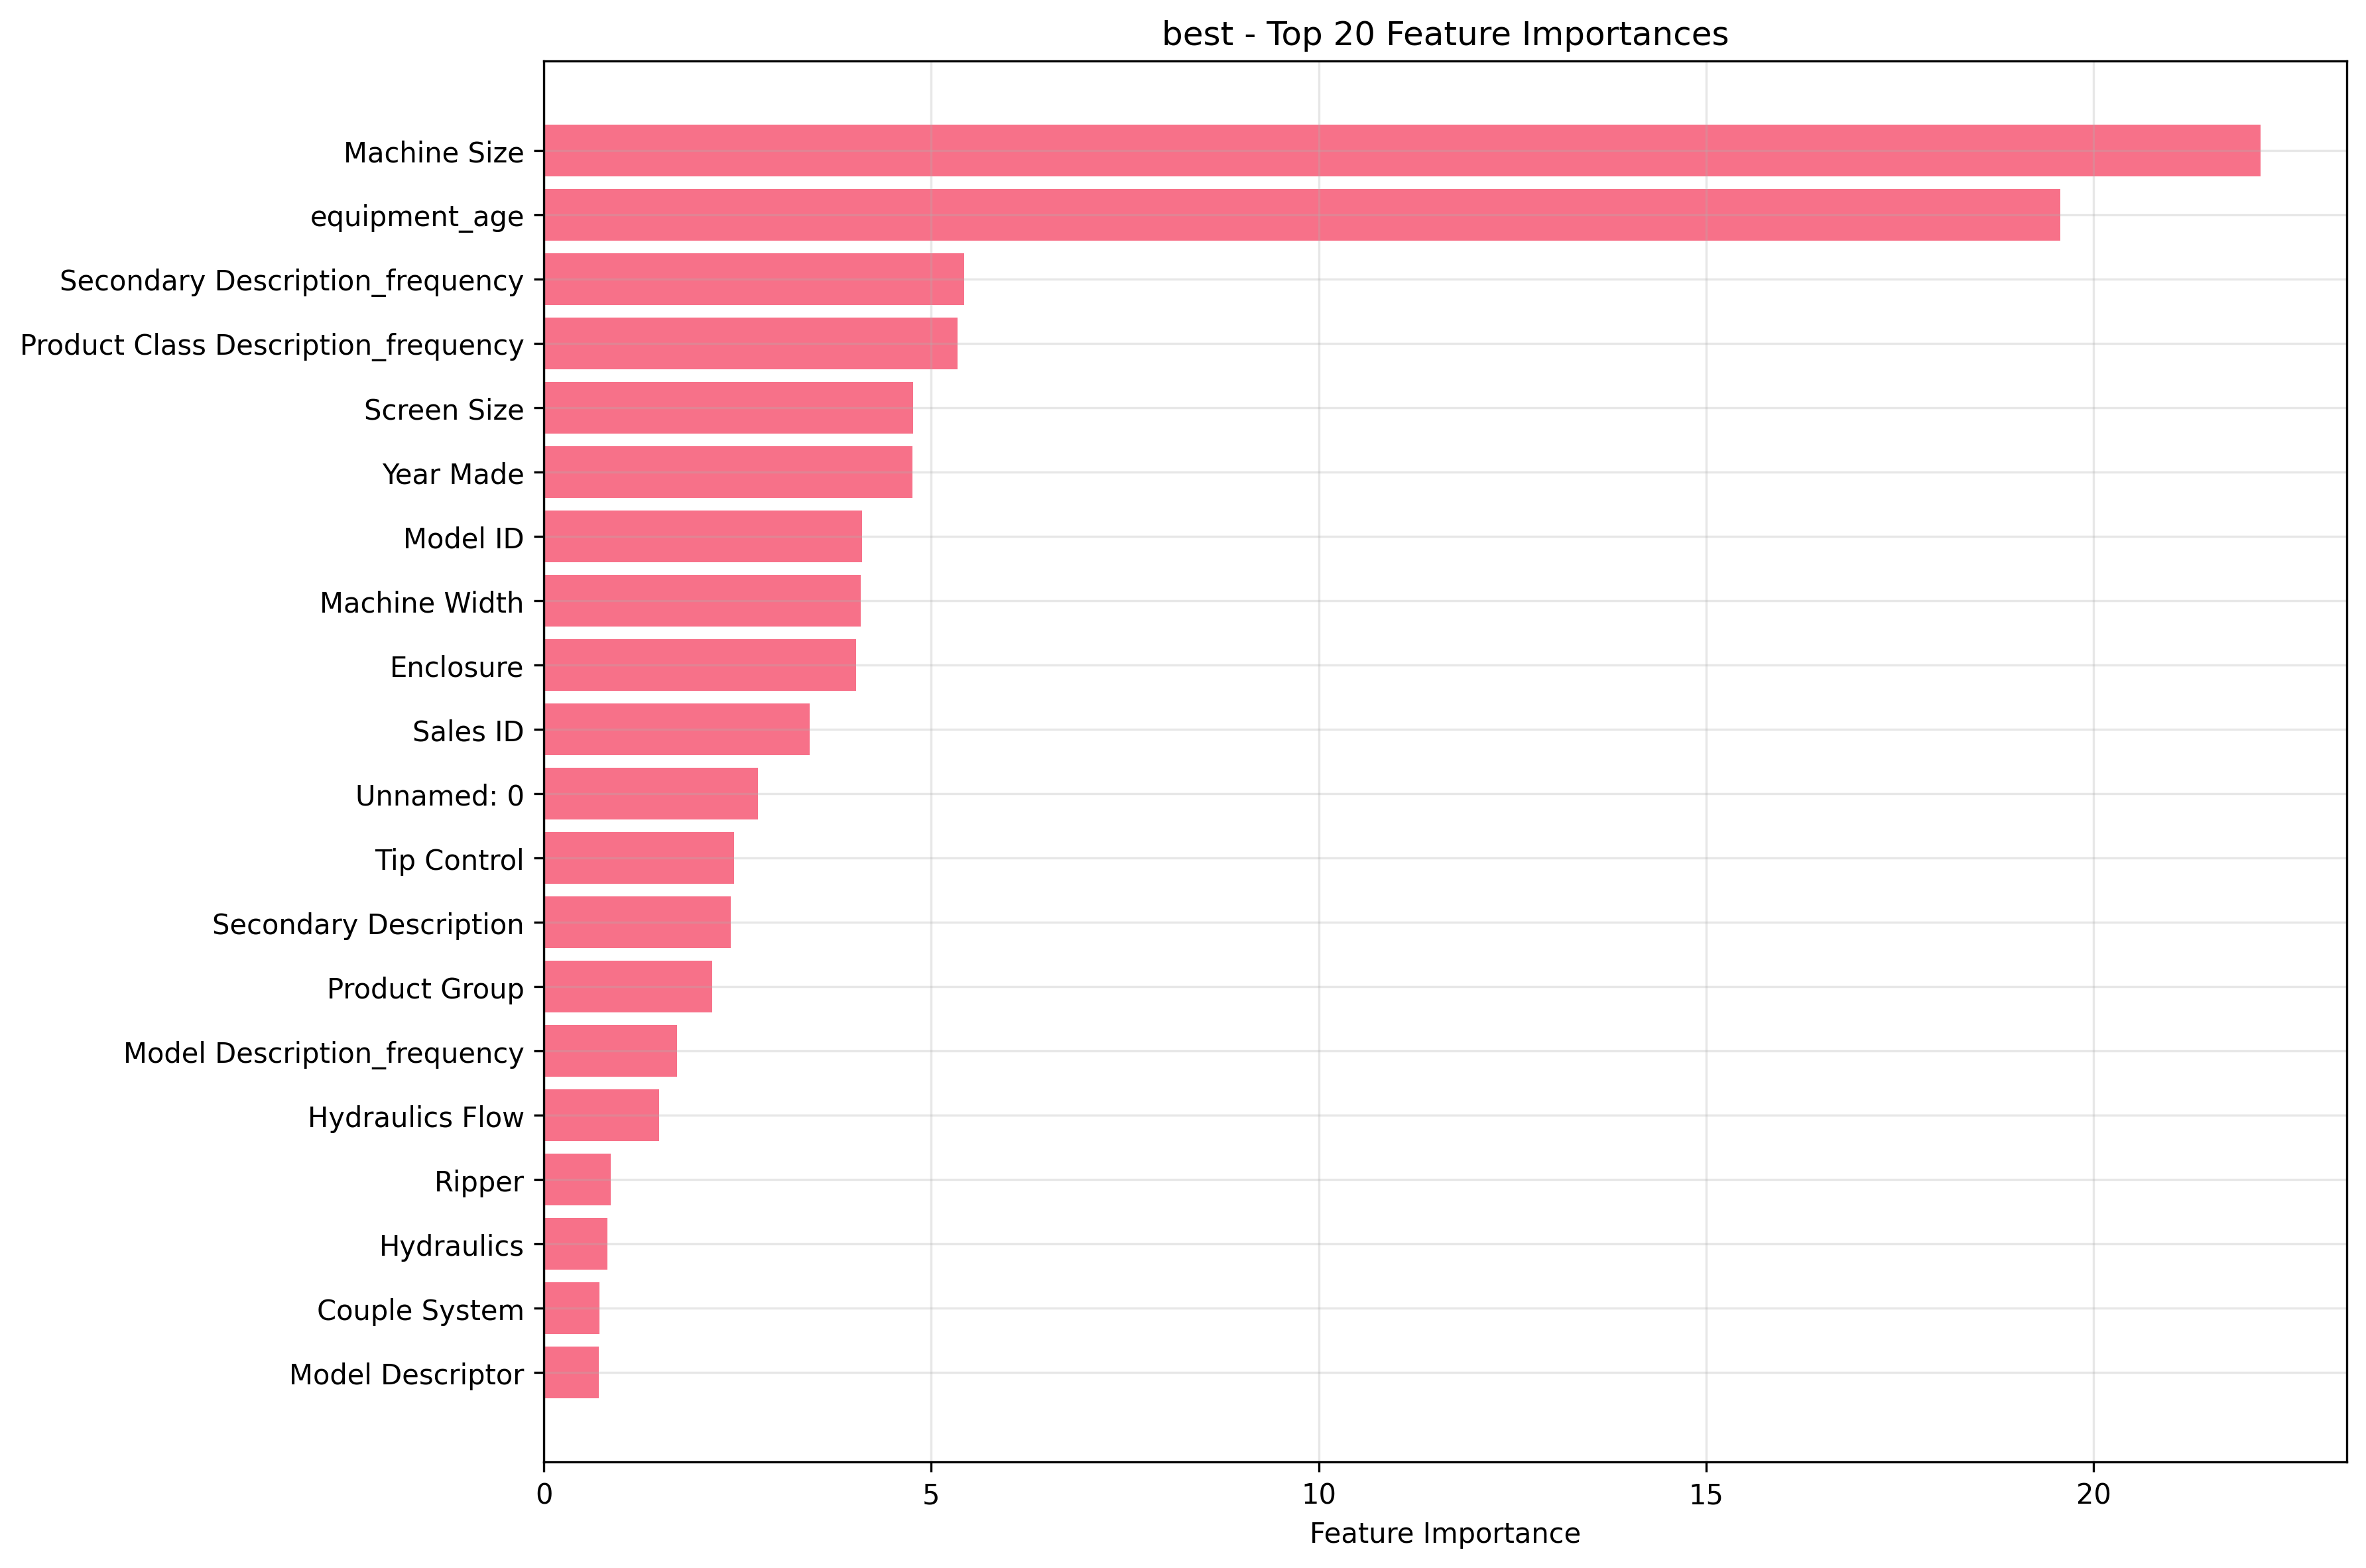 best - Top 20 Feature Importances
Machine Size
equipment_age
Secondary Description_frequency
Product Class Description_frequency
Screen Size
Year Made
Model ID
Machine Width
Enclosure
Sales ID
Unnamed: 0
Tip Control
Secondary Description
Product Group
Model Description_frequency
Hydraulics Flow
Ripper
Hydraulics
Couple System
Model Descriptor
0 5 10 15 20
Feature Importance